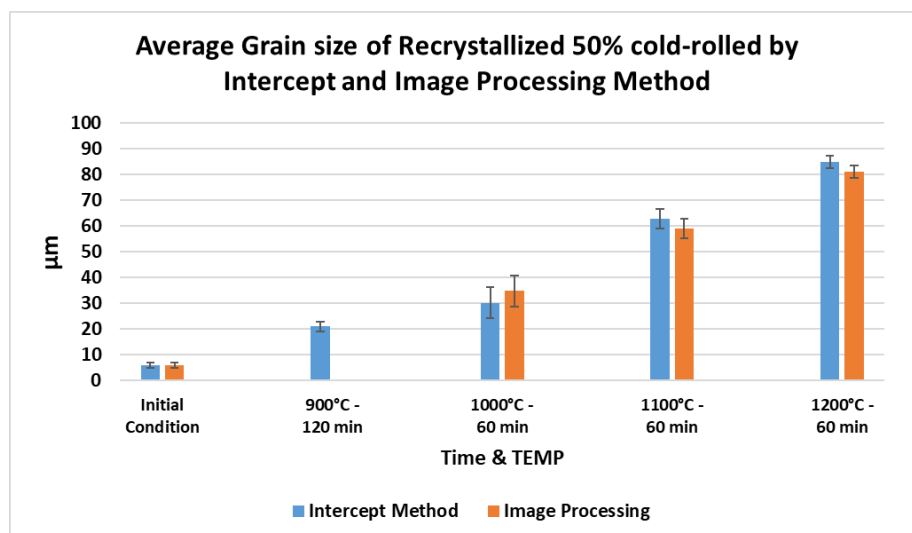 Average Grain size of Recrystallized 50% cold-rolled by
Intercept and Image Processing Method
100
90
80
70
60
50
40
30
20
10
0
µm
Initial
Condition
900°C -
120 min
1000°C -
60 min
1100°C -
60 min
1200°C -
60 min
Time & TEMP
Intercept Method
Image Processing